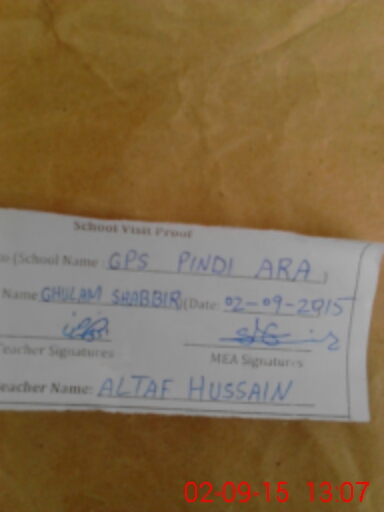 School Visit Proof
to (School Name: GPS PINDI ARA)
Name GHULAM SHABBIR (Date: 02-09-2015
Teacher Signatures MEA Signatures
Teacher Name: ALTAF HUSSAIN
02-09-15 13:07